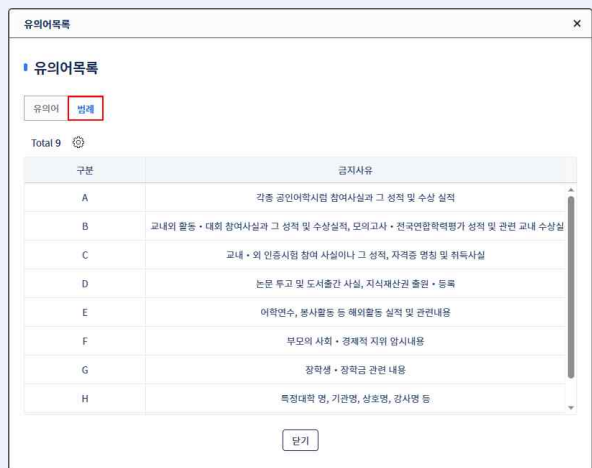 유의어목록 ×
유의어목록
유의어 범례
Total 9
구분 금지사유
A 각종 공인어학시험 참여사실과 그 성적 및 수상 실적
B 교내외 활동・대회 참여사실과 그 성적 및 수상실적, 모의고사・전국연합학력평가 성적 및 관련 교내 수상실
C 교내・외 인증시험 참여 사실이나 그 성적, 자격증 명칭 및 취득사실
D 논문 투고 및 도서출간 사실, 지식재산권 출원・등록
E 어학연수, 봉사활동 등 해외활동 실적 및 관련내용
F 부모의 사회・경제적 지위 암시내용
G 장학생・장학금 관련 내용
H 특정대학 명, 기관명, 상호명, 강사명 등
닫기